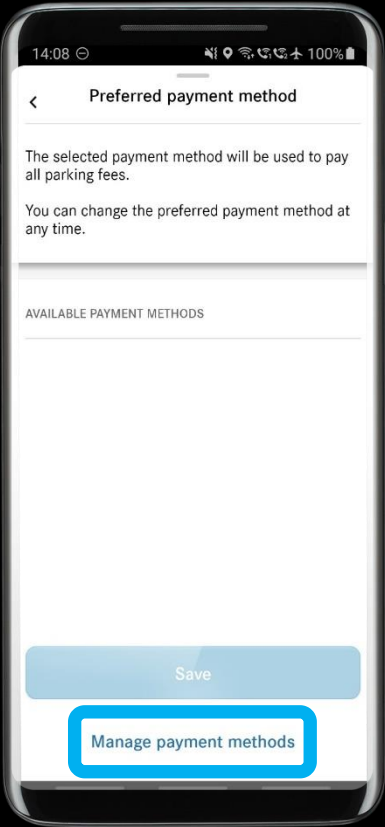 14:08 100%
Preferred payment method
The selected payment method will be used to pay
all parking fees.
You can change the preferred payment method at
any time.
AVAILABLE PAYMENT METHODS
Save
Manage payment methods